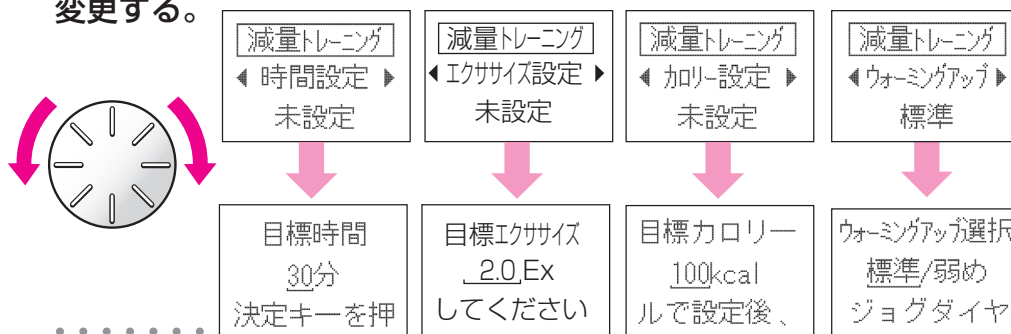 変更する。
減量トレーニング
◀ 時間設定 ▶
未設定
減量トレーニング
◀ エクササイズ設定 ▶
未設定
減量トレーニング
◀ カロリー設定 ▶
未設定
減量トレーニング
◀ ウォーミングアップ ▶
標準
目標時間
30分
決定キーを押
目標エクササイズ
2.0 Ex
してください
目標カロリー
100kcal
ルで設定後、
ウォーミングアップ選択
標準/弱め
ジョグダイヤ